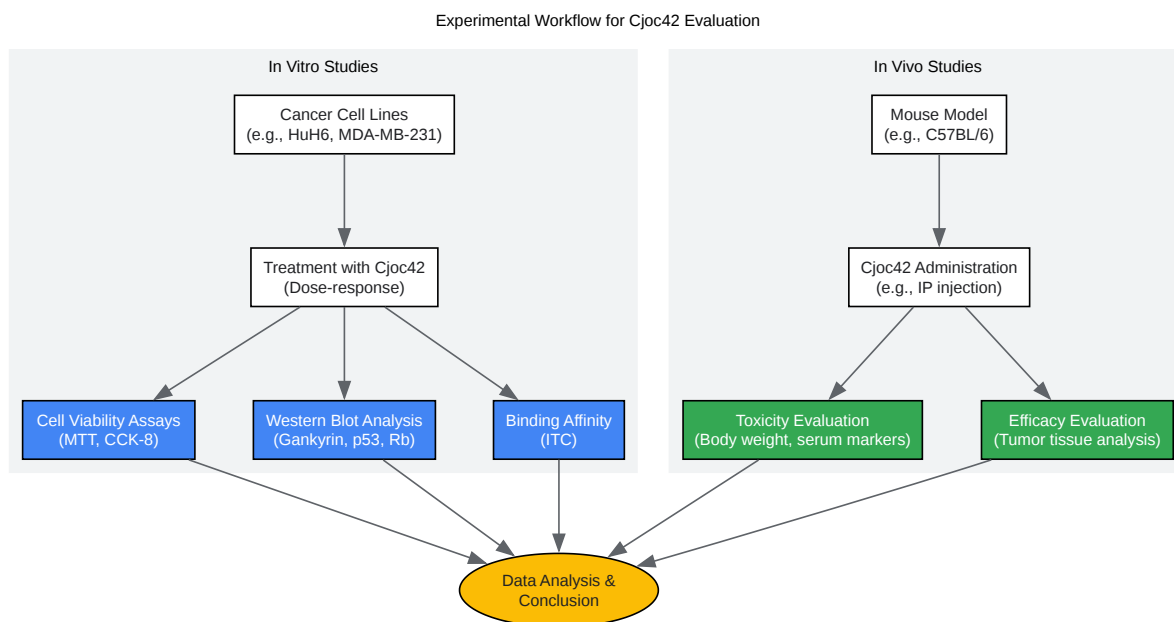 Experimental Workflow for Cjoc42 Evaluation
In Vitro Studies
Cancer Cell Lines
(e.g., HuH6, MDA-MB-231)
Treatment with Cjoc42
(Dose-response)
Cell Viability Assays
(MTT, CCK-8)
Western Blot Analysis
(Gankyrin, p53, Rb)
Binding Affinity
(ITC)
In Vivo Studies
Mouse Model
(e.g., C57BL/6)
Cjoc42 Administration
(e.g., IP injection)
Toxicity Evaluation
(Body weight, serum markers)
Efficacy Evaluation
(Tumor tissue analysis)
Data Analysis &
Conclusion